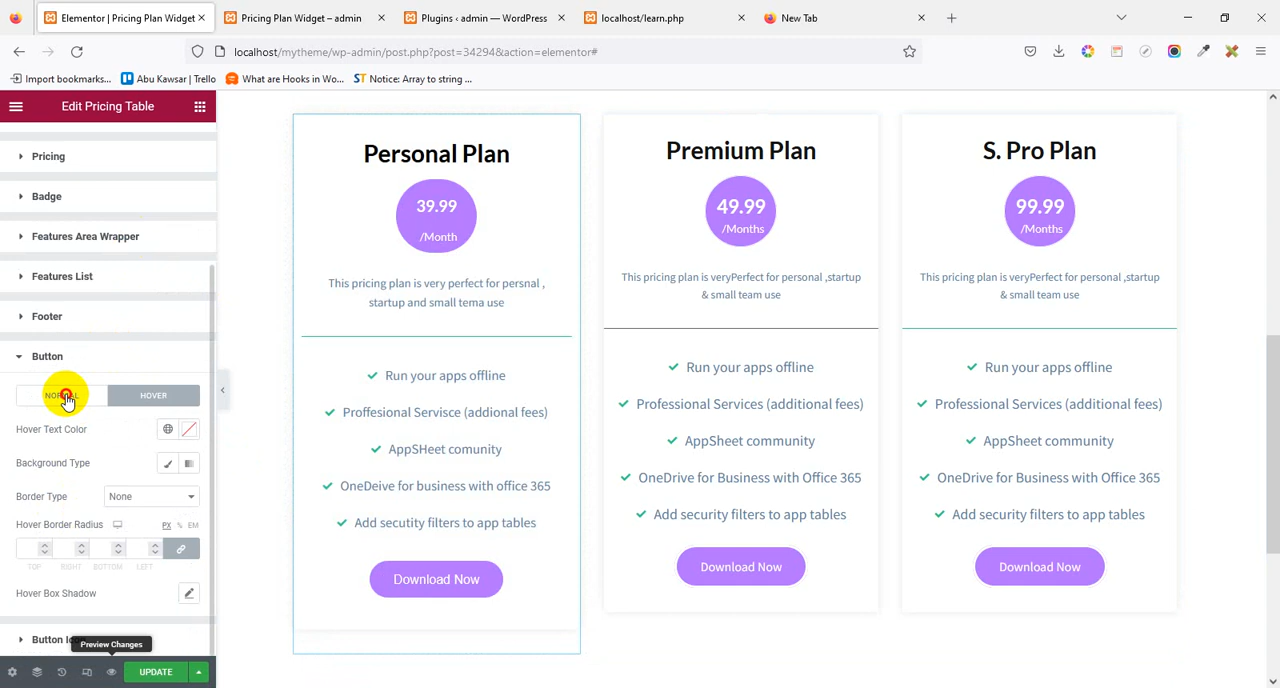 Elementor | Pricing Plan Widget
Pricing Plan Widget – admin
Plugins ‹ admin — WordPress
localhost/learn.php
New Tab
localhost/mytheme/wp-admin/post.php?post=34294&action=elementor#
Import bookmarks...
Abu Kawsar | Trello
What are Hooks in Wo...
ST Notice: Array to string ...
Edit Pricing Table
Pricing
Badge
Features Area Wrapper
Features List
Footer
Button
NORMAL
HOVER
Hover Text Color
Background Type
Border Type
None
Hover Border Radius
PX % EM
TOP RIGHT BOTTOM LEFT
Hover Box Shadow
Button
Preview Changes
UPDATE
Personal Plan
39.99
/Month
This pricing plan is very perfect for persnal ,
startup and small tema use
Run your apps offline
Proffesional Servisce (addional fees)
AppSHeet comunity
OneDeive for business with office 365
Add secutity filters to app tables
Download Now
Premium Plan
49.99
/Months
This pricing plan is veryPerfect for personal ,startup
& small team use
Run your apps offline
Professional Services (additional fees)
AppSheet community
OneDrive for Business with Office 365
Add security filters to app tables
Download Now
S. Pro Plan
99.99
/Months
This pricing plan is veryPerfect for personal ,startup
& small team use
Run your apps offline
Professional Services (additional fees)
AppSheet community
OneDrive for Business with Office 365
Add security filters to app tables
Download Now